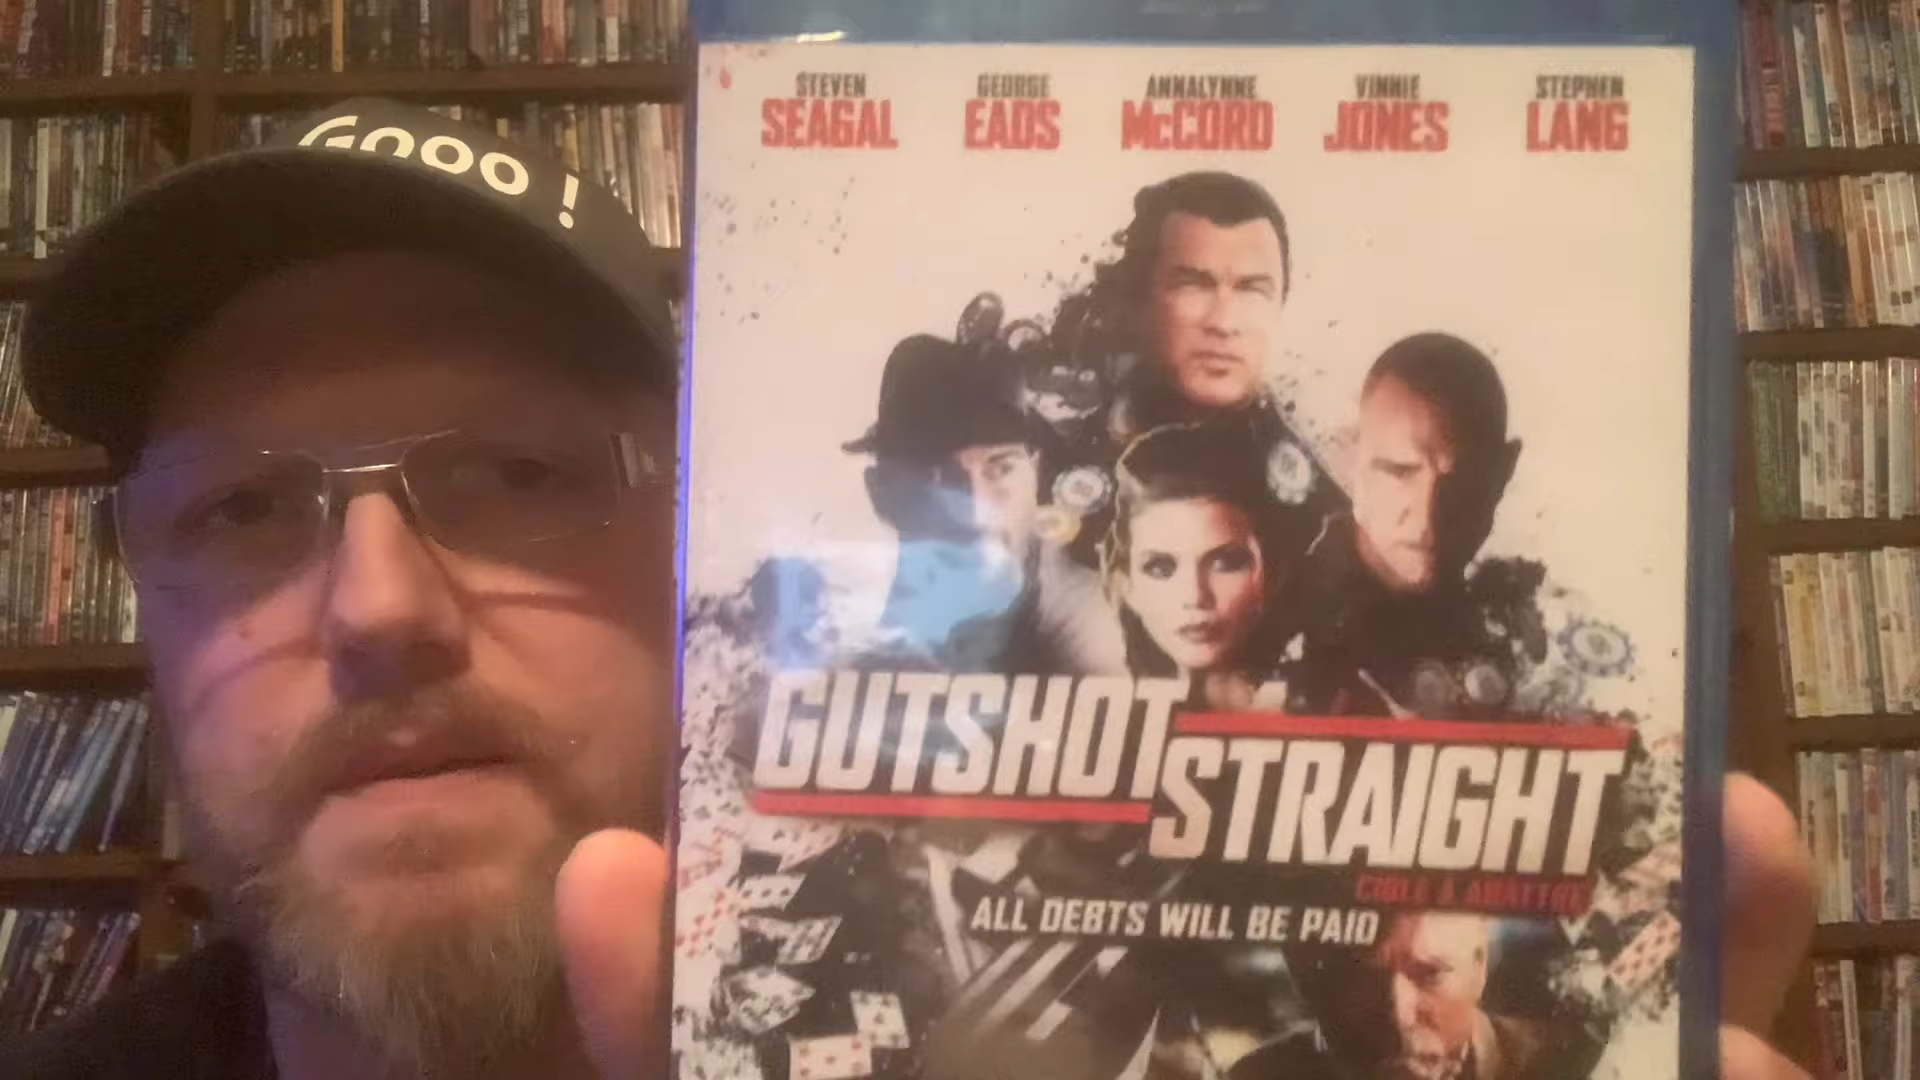 GOOO !
STEVEN SEAGAL
GEORGE EADS
ANNALYNNE McCORD
VINNIE JONES
STEPHEN LANG
GUTSHOT
STRAIGHT
ALL DEBTS WILL BE PAID